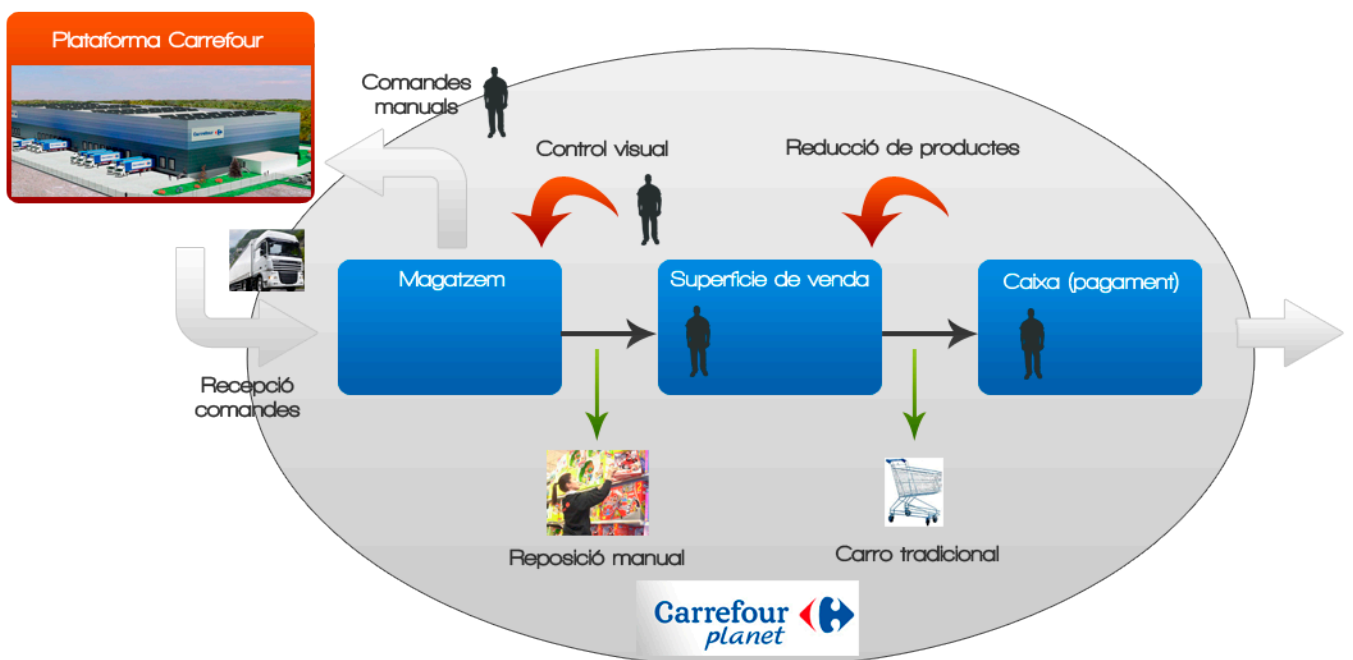 Plataforma Carrefour
Carrefour
Comandes
manuals
Control visual
Reducció de productes
Magatzem
Superfície de venda
Caixa (pagament)
Recepció
comandes
Reposició manual
Carro tradicional
Carrefour
planet